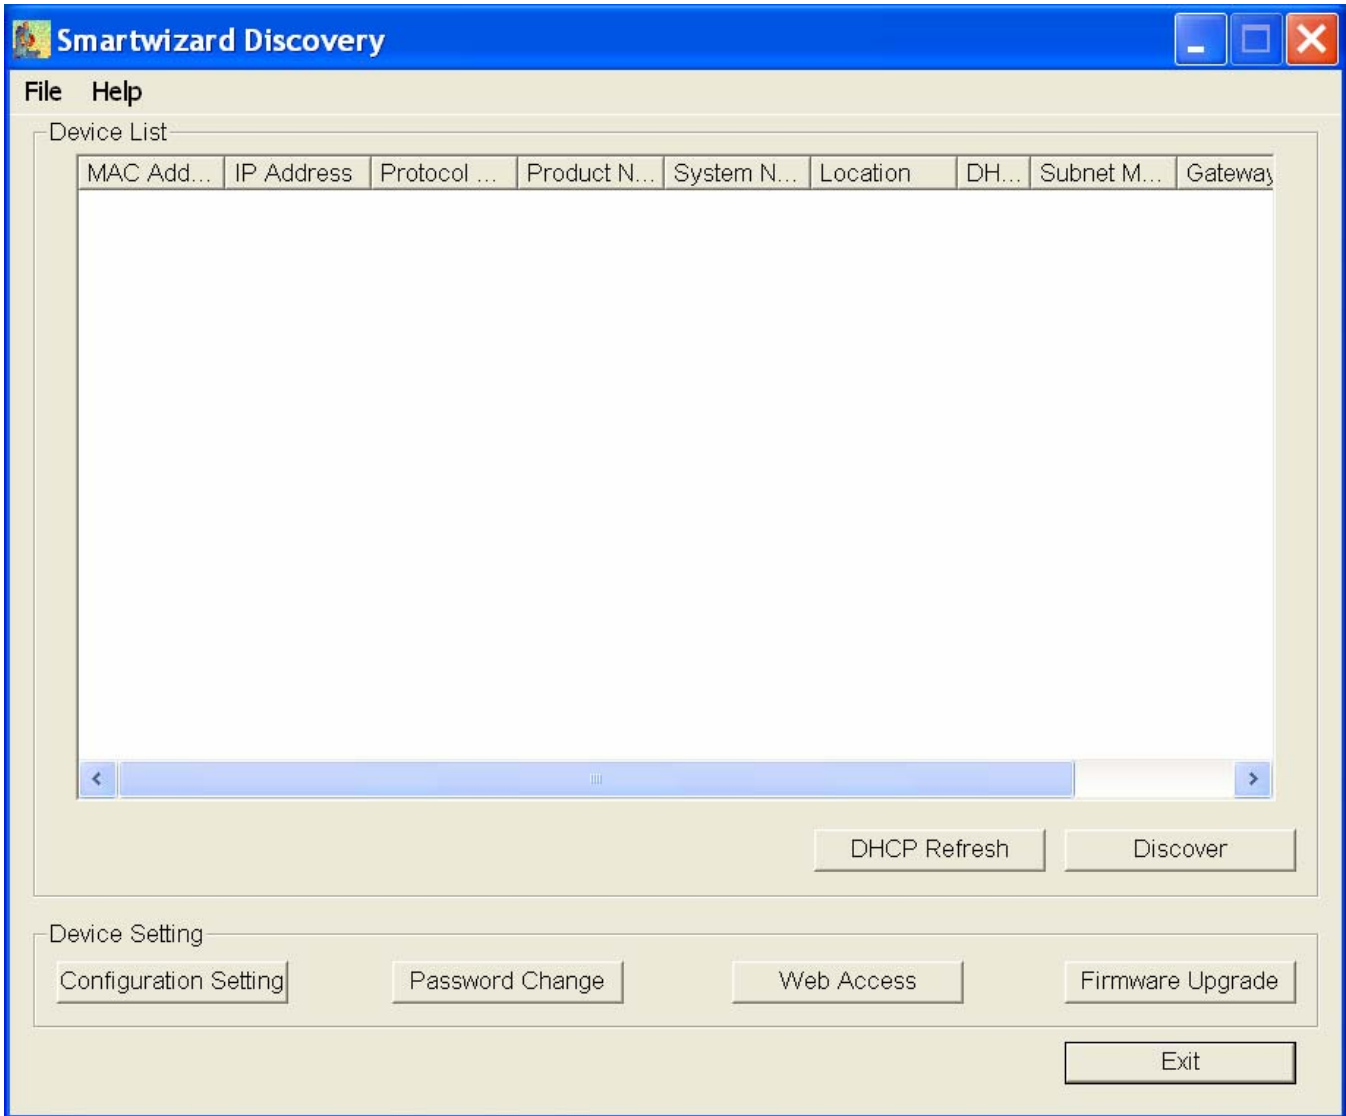 Smartwizard Discovery
File Help
Device List
MAC Add... IP Address Protocol ... Product N... System N... Location DH... Subnet M... Gateway
DHCP Refresh Discover
Device Setting
Configuration Setting Password Change Web Access Firmware Upgrade
Exit